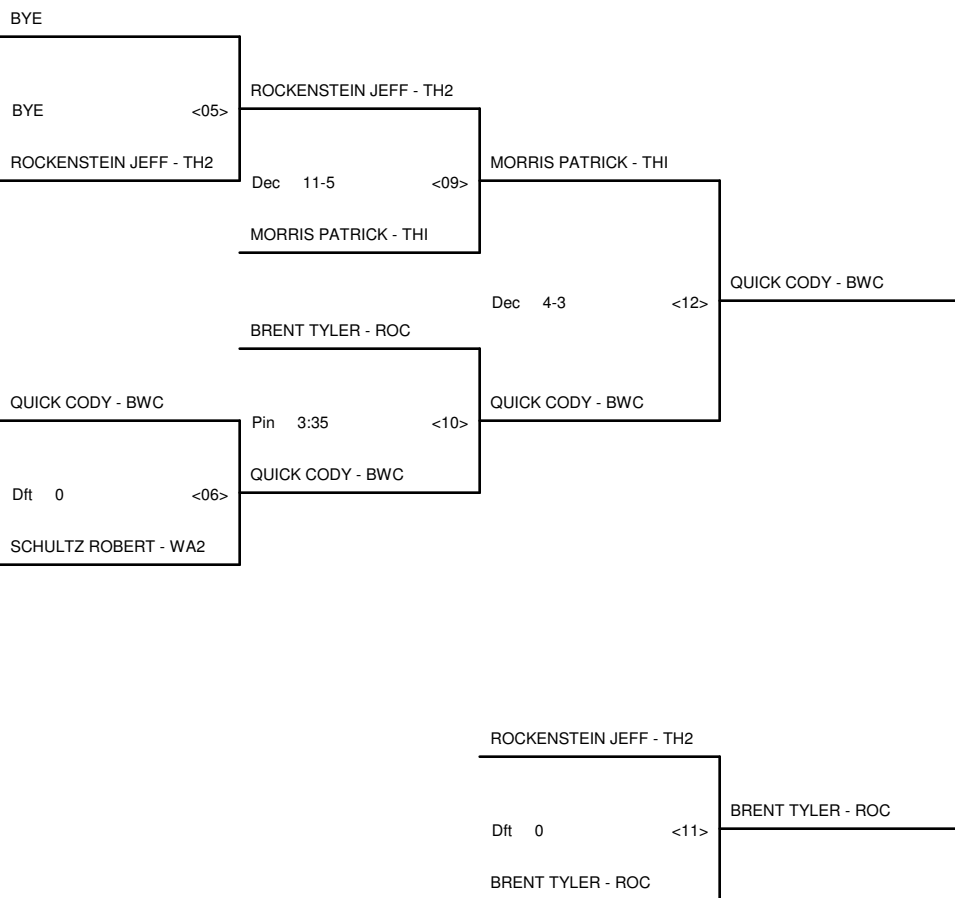 BYE
BYE <05>
ROCKENSTEIN JEFF - TH2
ROCKENSTEIN JEFF - TH2
Dec 11-5 <09>
MORRIS PATRICK - THI
MORRIS PATRICK - THI
Dec 4-3 <12>
QUICK CODY - BWC
BRENT TYLER - ROC
Pin 3:35 <10>
QUICK CODY - BWC
QUICK CODY - BWC
QUICK CODY - BWC
Dft 0 <06>
SCHULTZ ROBERT - WA2
ROCKENSTEIN JEFF - TH2
Dft 0 <11>
BRENT TYLER - ROC
BRENT TYLER - ROC